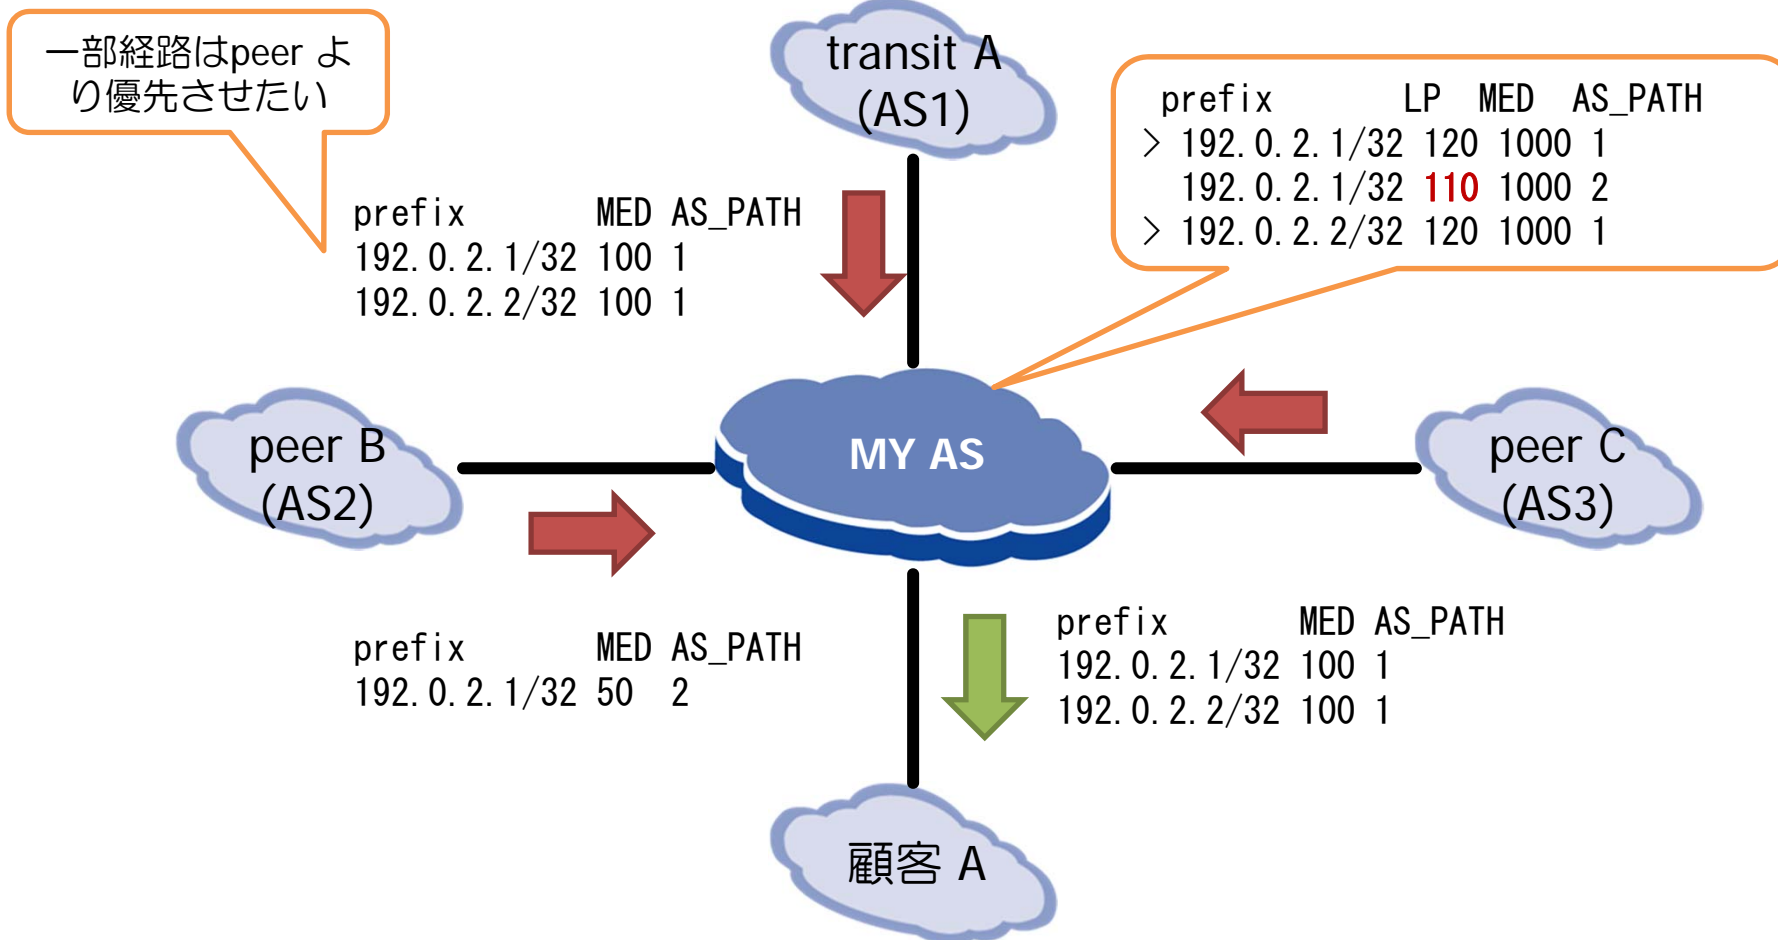 一部経路はpeer よ
り優先させたい
transit A
(AS1)
prefix LP MED AS_PATH
> 192.0.2.1/32 120 1000 1
192.0.2.1/32 110 1000 2
> 192.0.2.2/32 120 1000 1
prefix MED AS_PATH
192.0.2.1/32 100 1
192.0.2.2/32 100 1
peer B
(AS2)
MY AS
peer C
(AS3)
prefix MED AS_PATH
192.0.2.1/32 50 2
prefix MED AS_PATH
192.0.2.1/32 100 1
192.0.2.2/32 100 1
顧客 A